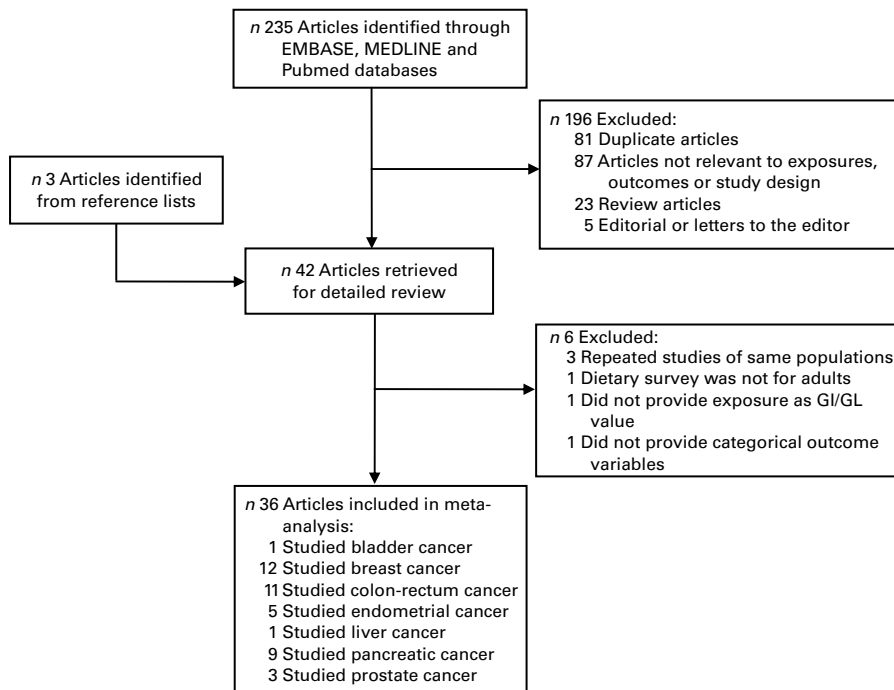 n 235 Articles identified through
EMBASE, MEDLINE and
Pubmed databases
n 196 Excluded:
81 Duplicate articles
87 Articles not relevant to exposures,
outcomes or study design
23 Review articles
5 Editorial or letters to the editor
n 3 Articles identified
from reference lists
n 42 Articles retrieved
for detailed review
n 6 Excluded:
3 Repeated studies of same populations
1 Dietary survey was not for adults
1 Did not provide exposure as GI/GL
value
1 Did not provide categorical outcome
variables
n 36 Articles included in meta-
analysis:
1 Studied bladder cancer
12 Studied breast cancer
11 Studied colon-rectum cancer
5 Studied endometrial cancer
1 Studied liver cancer
9 Studied pancreatic cancer
3 Studied prostate cancer